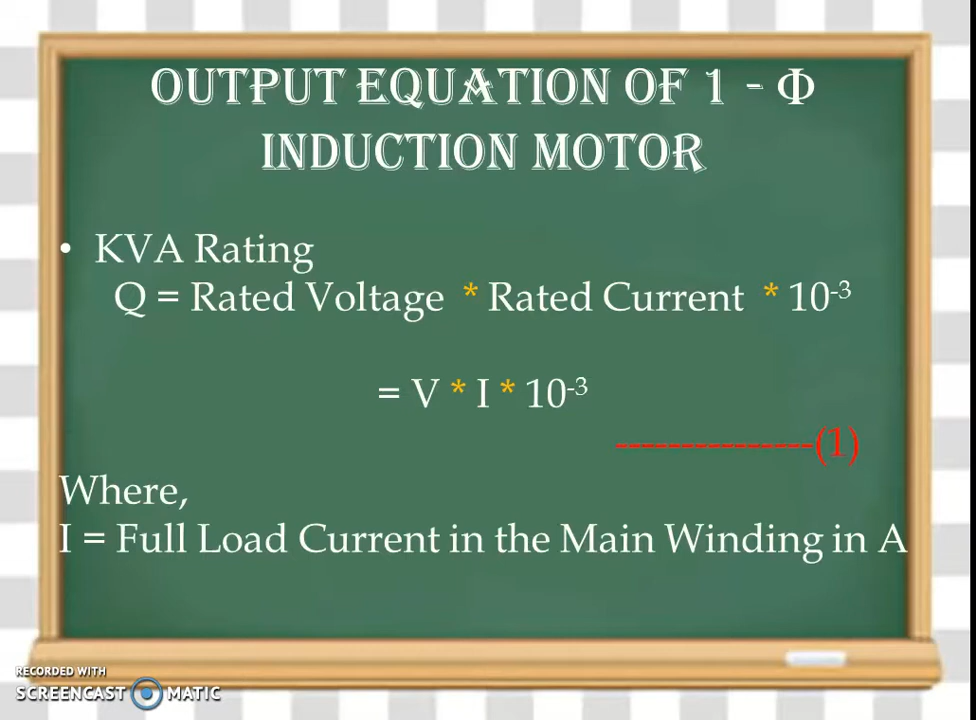 OUTPUT EQUATION OF 1 - Φ
INDUCTION MOTOR
• KVA Rating
Q = Rated Voltage * Rated Current * 10⁻³
= V * I * 10⁻³
---------------(1)
Where,
I = Full Load Current in the Main Winding in A
RECORDED WITH
SCREENCAST MATIC